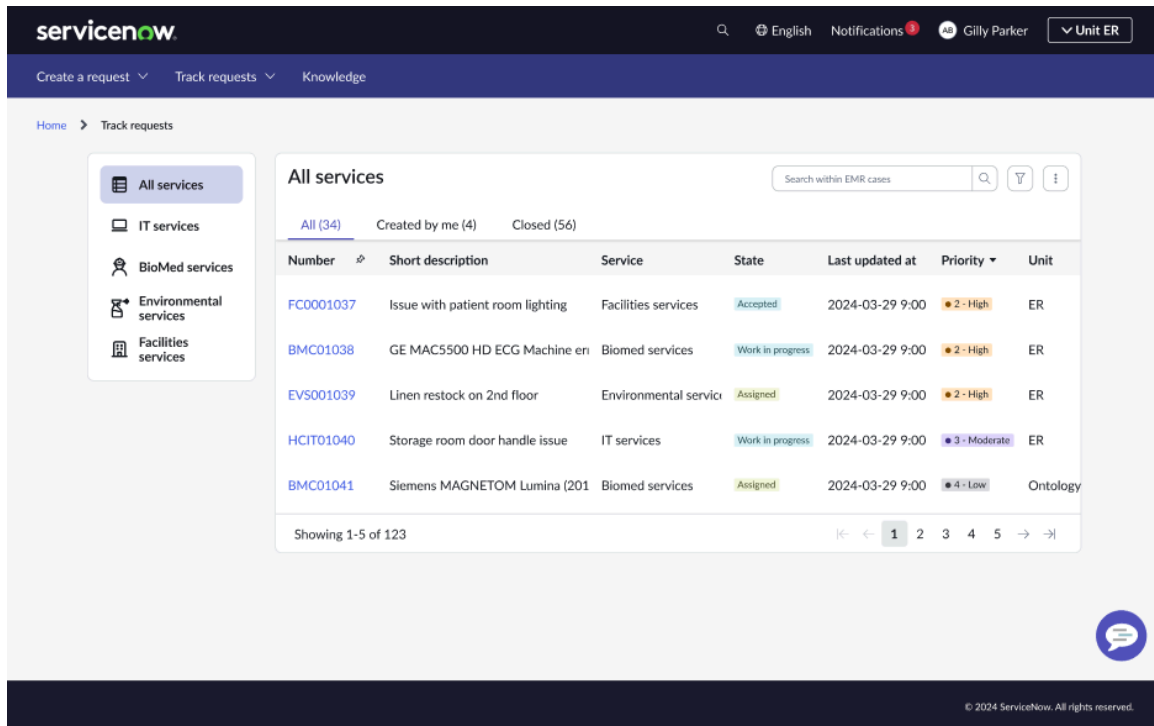 servicenow
English Notifications 3 AB Gilly Parker Unit ER
Create a request Track requests Knowledge
Home > Track requests
All services
IT services
BioMed services
Environmental
services
Facilities
services
All services
Search within EMR cases
All (34) Created by me (4) Closed (56)
Number Short description Service State Last updated at Priority Unit
FC0001037 Issue with patient room lighting Facilities services Accepted 2024-03-29 9:00 2 - High ER
BMC01038 GE MAC5500 HD ECG Machine err Biomed services Work in progress 2024-03-29 9:00 2 - High ER
EVS001039 Linen restock on 2nd floor Environmental service Assigned 2024-03-29 9:00 2 - High ER
HCIT01040 Storage room door handle issue IT services Work in progress 2024-03-29 9:00 3 - Moderate ER
BMC01041 Siemens MAGNETOM Lumina (201 Biomed services Assigned 2024-03-29 9:00 4 - Low Ontology
Showing 1-5 of 123 1 2 3 4 5
© 2024 ServiceNow. All rights reserved.